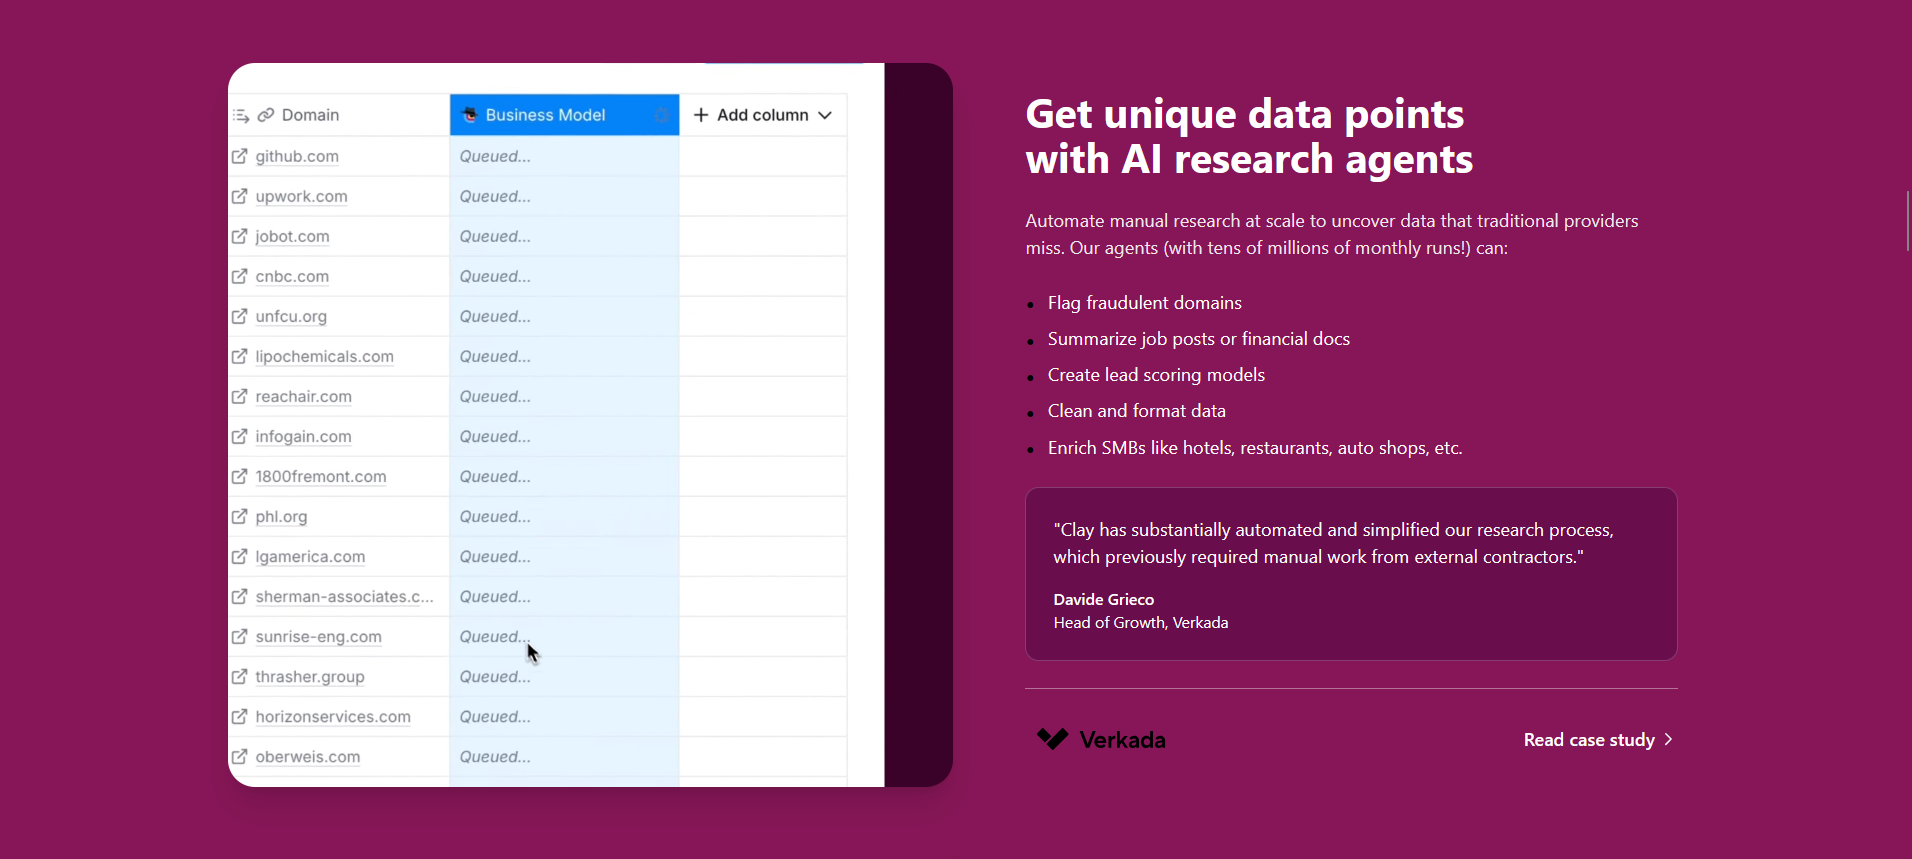 Domain
Business Model
Add column
github.com
Queued...
upwork.com
Queued...
jobot.com
Queued...
cnbc.com
Queued...
unfcu.org
Queued...
lipochemicals.com
Queued...
reachair.com
Queued...
infogain.com
Queued...
1800fremont.com
Queued...
phl.org
Queued...
lgamerica.com
Queued...
sherman-associates.c...
Queued...
sunrise-eng.com
Queued...
thrasher.group
Queued...
horizonservices.com
Queued...
oberweis.com
Queued...
Get unique data points
with AI research agents
Automate manual research at scale to uncover data that traditional providers
miss. Our agents (with tens of millions of monthly runs!) can:
Flag fraudulent domains
Summarize job posts or financial docs
Create lead scoring models
Clean and format data
Enrich SMBs like hotels, restaurants, auto shops, etc.
"Clay has substantially automated and simplified our research process,
which previously required manual work from external contractors."
Davide Grieco
Head of Growth, Verkada
Verkada
Read case study